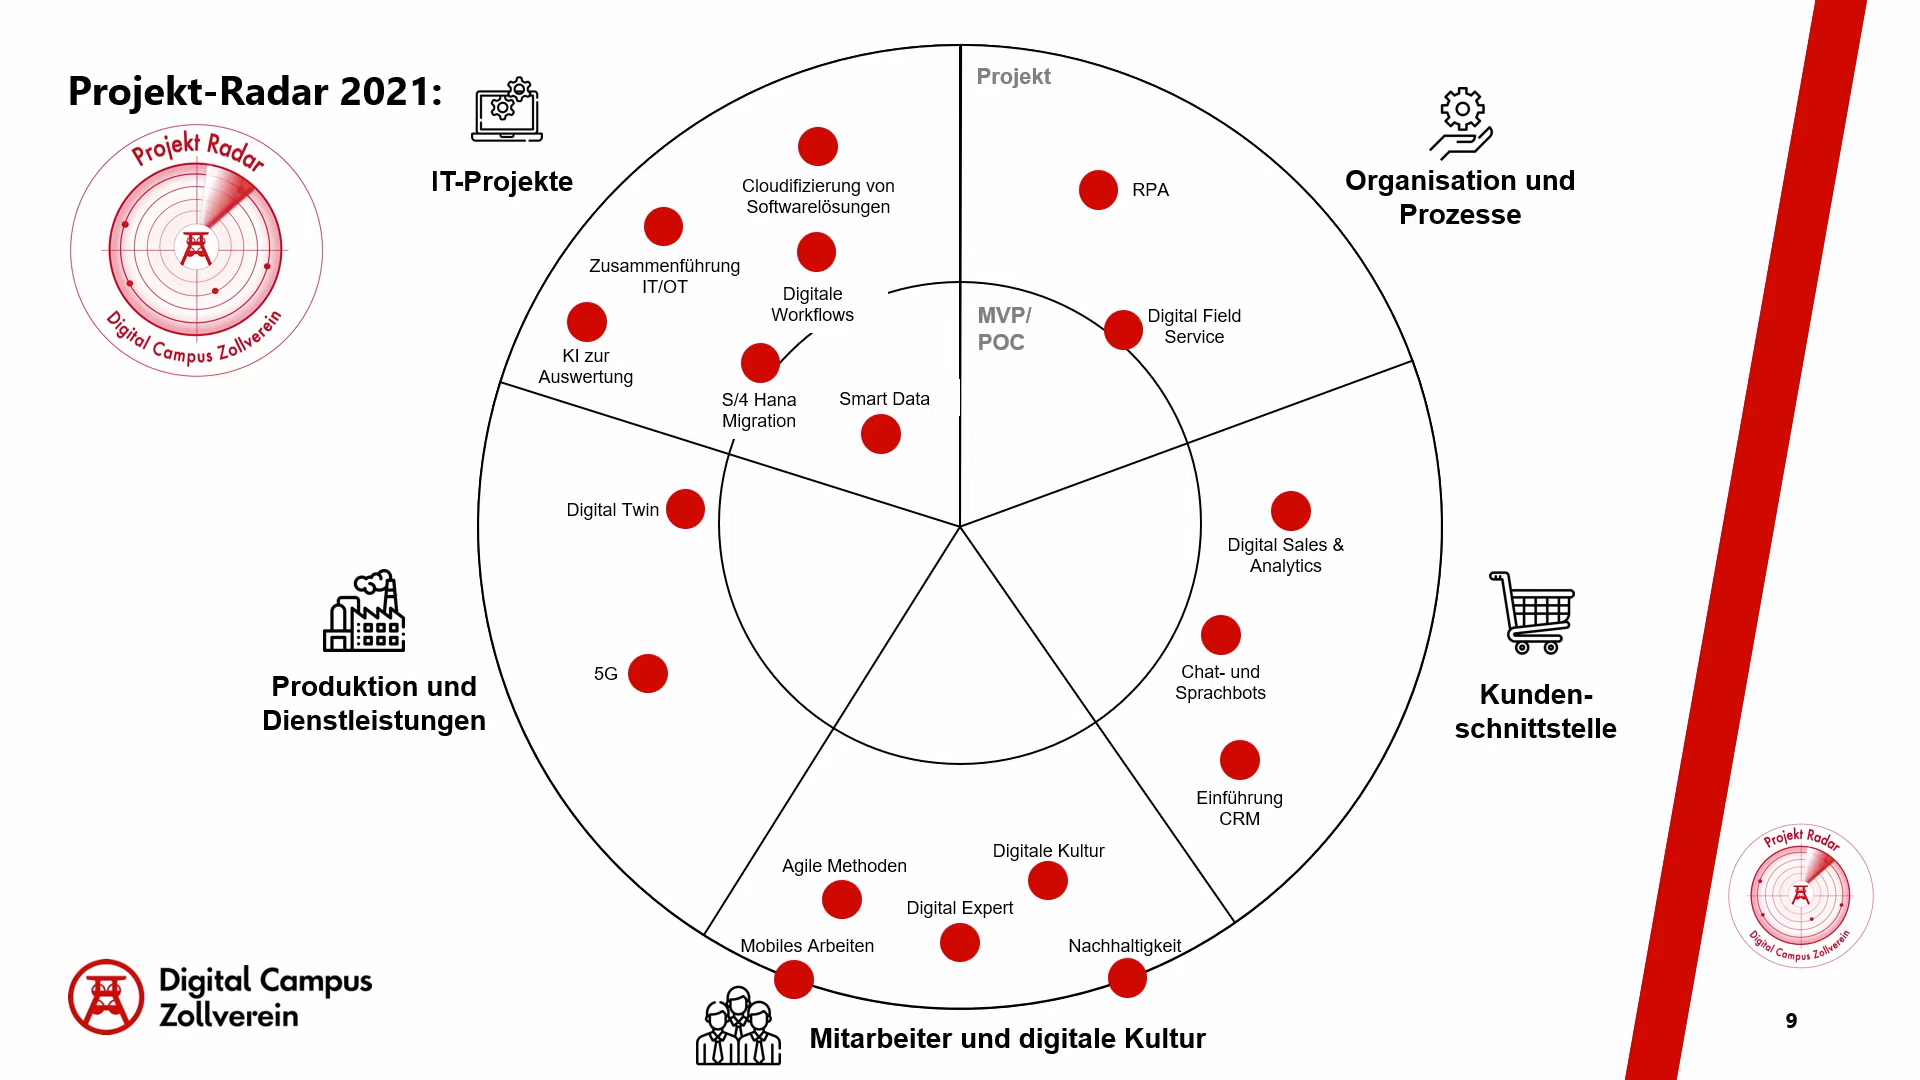 Projekt-Radar 2021:
Projekt Radar
Digital Campus Zollverein
IT-Projekte
Projekt
Organisation und
Prozesse
Cloudifizierung von
Softwarelösungen
RPA
Zusammenführung
IT/OT
Digitale
Workflows
MVP/
POC
Digital Field
Service
KI zur
Auswertung
S/4 Hana
Migration
Smart Data
Digital Twin
Digital Sales &
Analytics
5G
Chat- und
Sprachbots
Produktion und
Dienstleistungen
Kunden-
schnittstelle
Einführung
CRM
Agile Methoden
Digitale Kultur
Digital Expert
Mobiles Arbeiten
Nachhaltigkeit
Mitarbeiter und digitale Kultur
Digital Campus
Zollverein
Projekt Radar
Digital Campus Zollverein
9